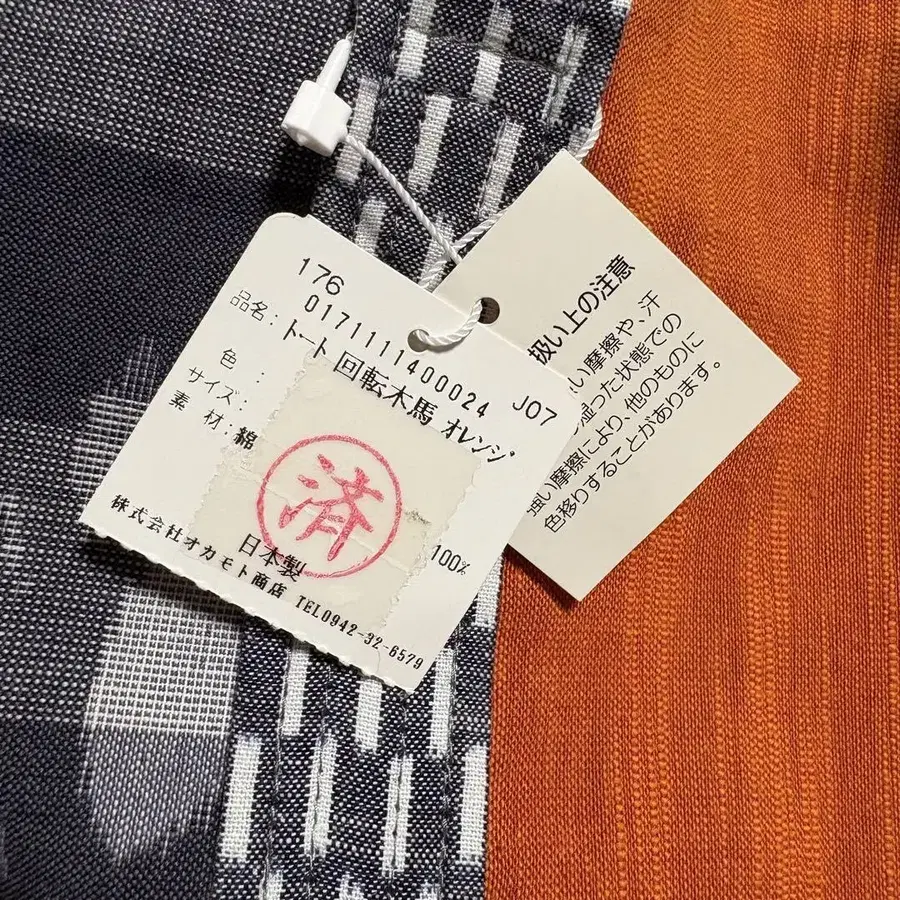 176
017111400024 J07
品名: トート 回転木馬 オレンジ
色 :
サイズ:
素 材: 綿 100%
済
日本製
株式会社オカモト商店 TEL0942-32-6579
扱い上の注意
い摩擦や、汗
湿った状態での
強い摩擦により、他のものに
色移りすることがあります。